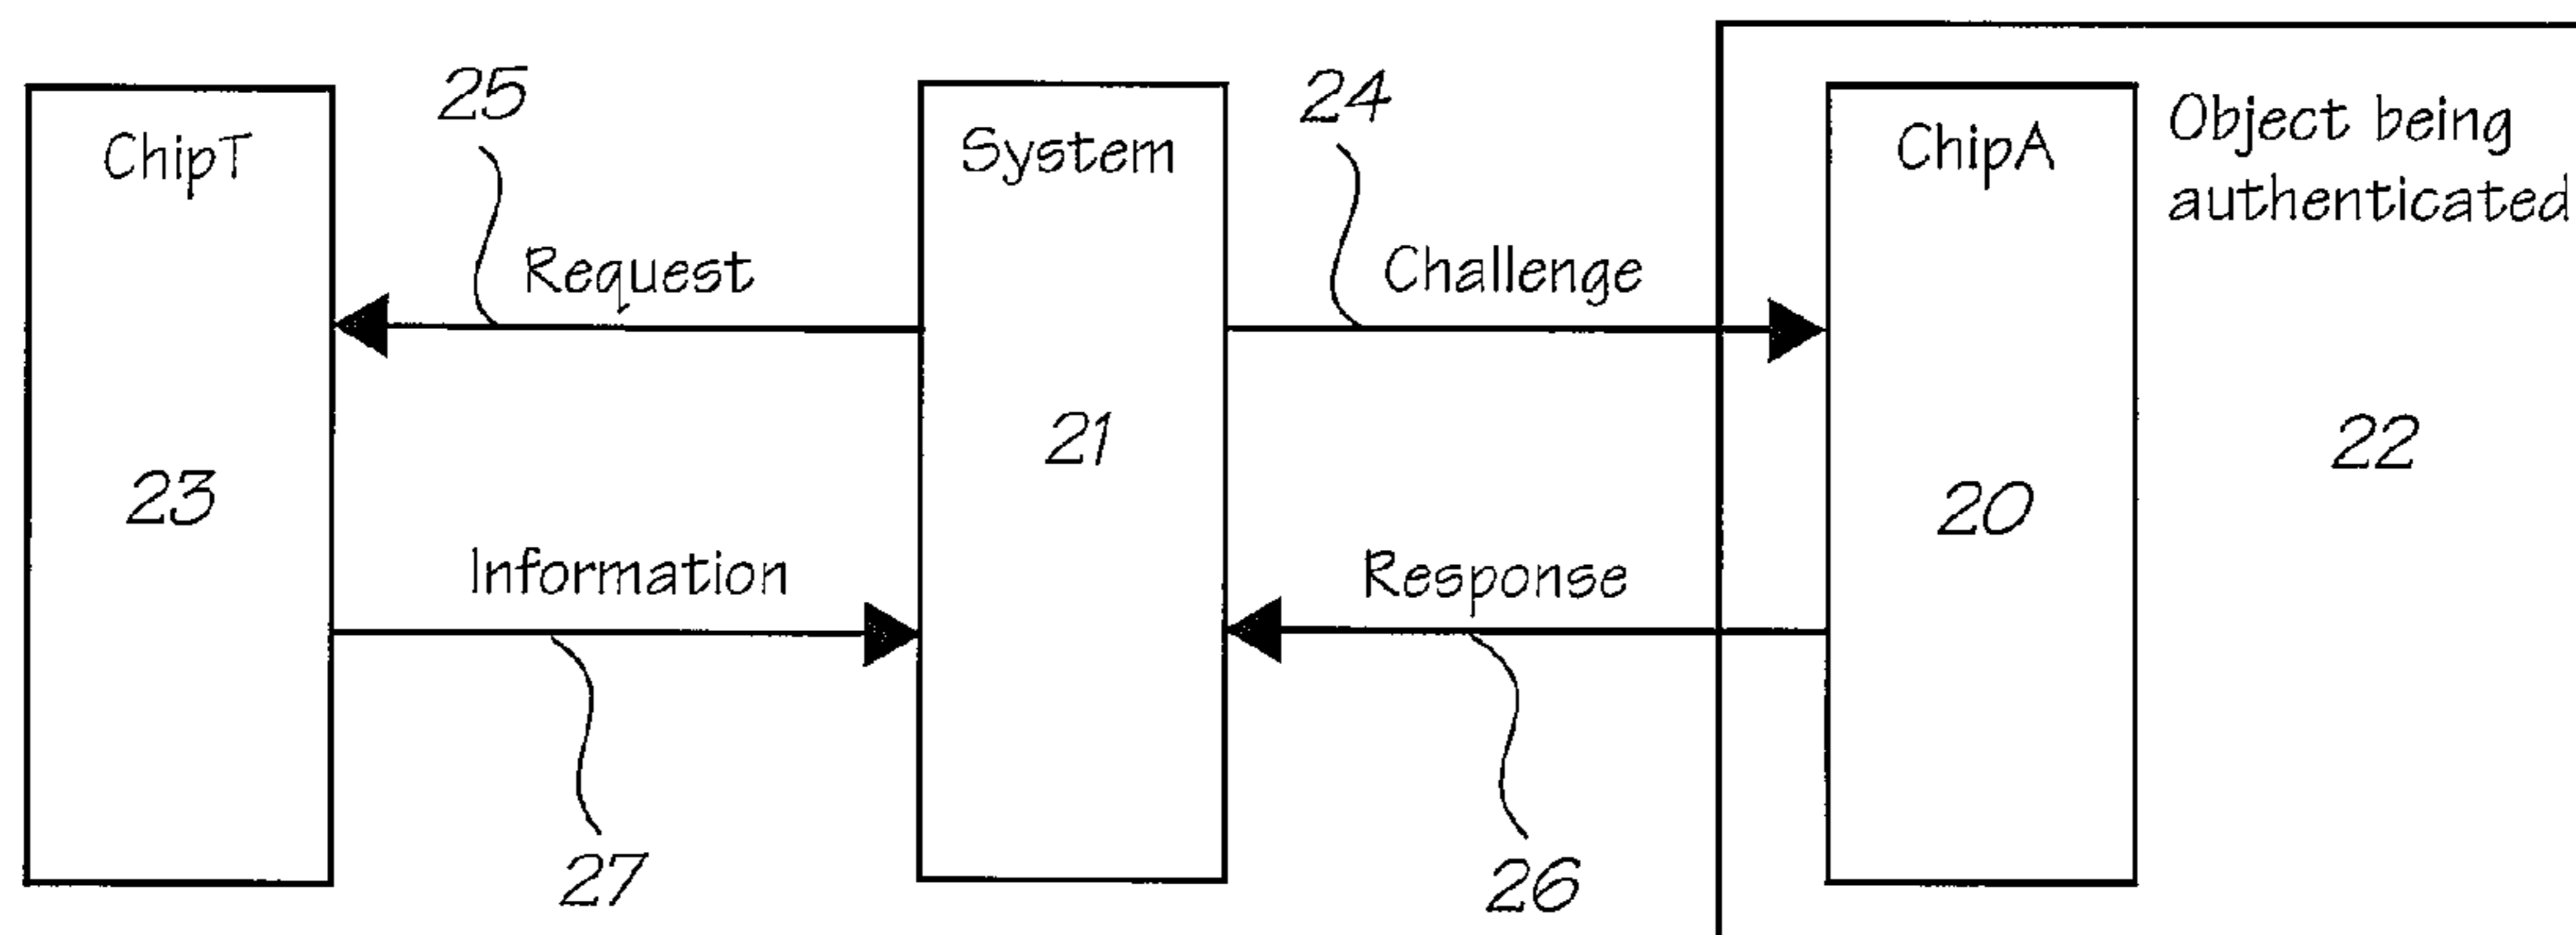 25
24
ChipT
System
ChipA
Object being
authenticated
Request
Challenge
23
21
20
22
Information
Response
27
26